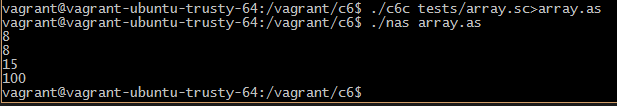 vagrant@vagrant-ubuntu-trusty-64:/vagrant/c6$ ./c6c tests/array.sc>array.as
vagrant@vagrant-ubuntu-trusty-64:/vagrant/c6$ ./nas array.as
8
8
15
100
vagrant@vagrant-ubuntu-trusty-64:/vagrant/c6$